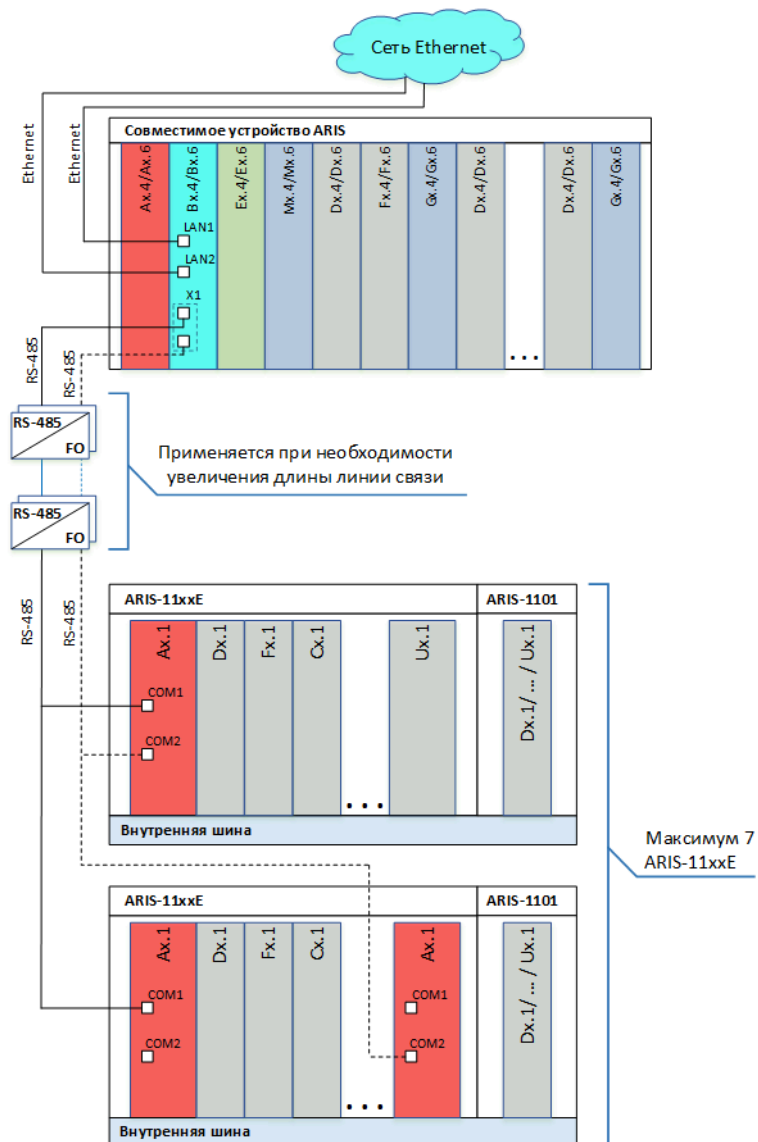 Сеть Ethernet
Ethernet
Ethernet
Совместимое устройство ARIS
Ax.4/Ax.6
Bx.4/Bx.6
Ex.4/Ex.6
Mx.4/Mx.6
Dx.4/Dx.6
Fx.4/Fx.6
Gx.4/Gx.6
Dx.4/Dx.6
...
Dx.4/Dx.6
Gx.4/Gx.6
LAN1
LAN2
X1
RS-485
RS-485
RS-485
FO
RS-485
FO
Применяется при необходимости
увеличения длины линии связи
RS-485
RS-485
ARIS-11xxE
ARIS-1101
Ax.1
Dx.1
Fx.1
Cx.1
...
Ux.1
Dx.1/ ... / Ux.1
COM1
COM2
Внутренняя шина
Максимум 7
ARIS-11xxE
ARIS-11xxE
ARIS-1101
Ax.1
Dx.1
Fx.1
Cx.1
...
Ax.1
Dx.1/ ... / Ux.1
COM1
COM2
COM1
COM2
Внутренняя шина